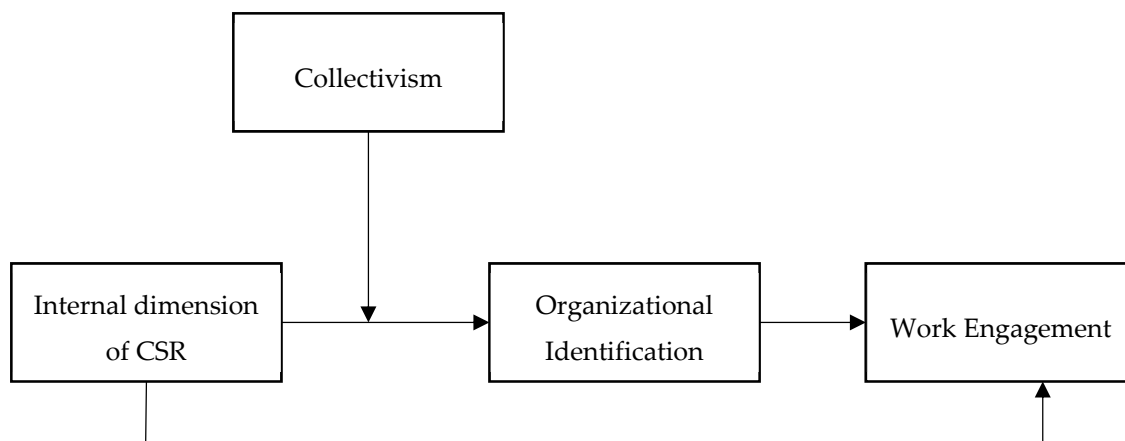 Collectivism
Internal dimension
of CSR
Organizational
Identification
Work Engagement